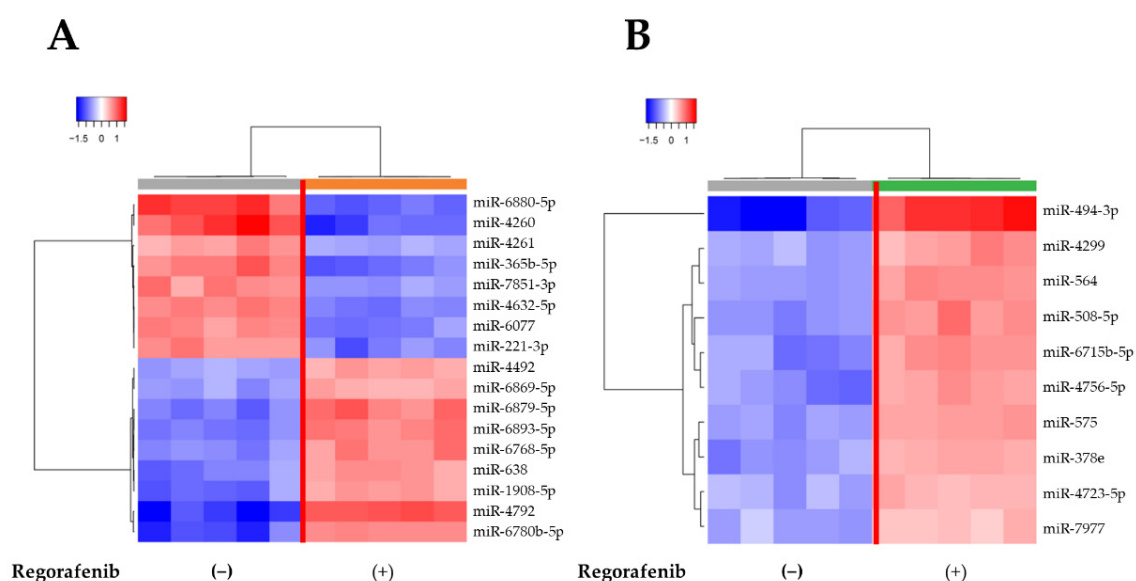 A
B
−1.5 0 1
−1.5 0 1
miR-6880-5p
miR-4260
miR-4261
miR-365b-5p
miR-7851-3p
miR-4632-5p
miR-6077
miR-221-3p
miR-4492
miR-6869-5p
miR-6879-5p
miR-6893-5p
miR-6768-5p
miR-638
miR-1908-5p
miR-4792
miR-6780b-5p
miR-494-3p
miR-4299
miR-564
miR-508-5p
miR-6715b-5p
miR-4756-5p
miR-575
miR-378e
miR-4723-5p
miR-7977
Regorafenib (−) (+)
Regorafenib (−) (+)